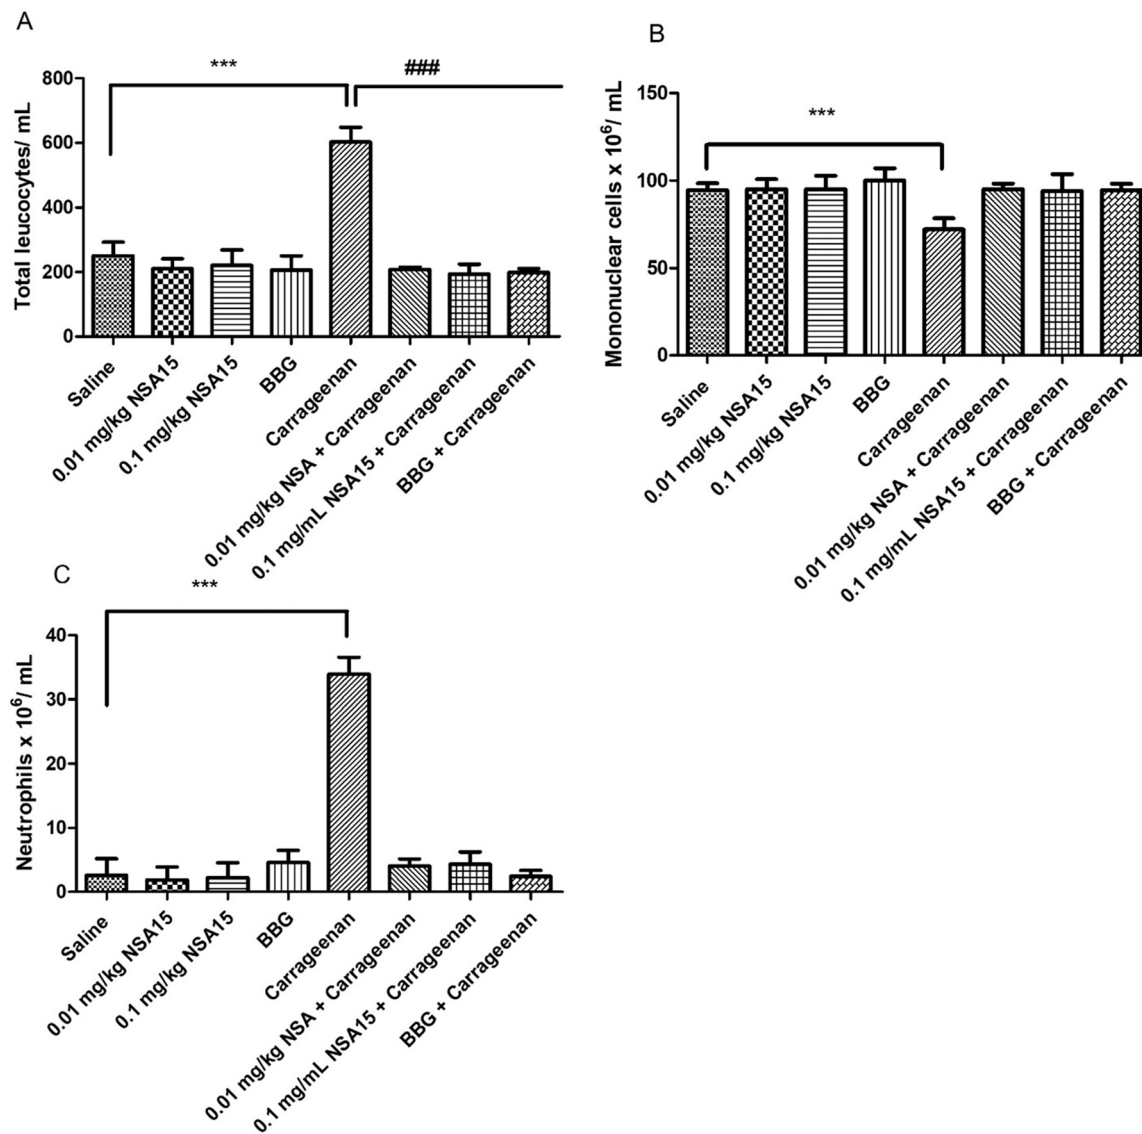 A
***
###
800
600
400
200
0
Total leucocytes/ mL
Saline
0.01 mg/kg NSA15
0.1 mg/kg NSA15
BBG
Carrageenan
0.01 mg/kg NSA + Carrageenan
0.1 mg/mL NSA15 + Carrageenan
BBG + Carrageenan
B
***
150
100
50
0
Mononuclear cells x 10⁶/ mL
Saline
0.01 mg/kg NSA15
0.1 mg/kg NSA15
BBG
Carrageenan
0.01 mg/kg NSA + Carrageenan
0.1 mg/mL NSA15 + Carrageenan
BBG + Carrageenan
C
***
40
30
20
10
0
Neutrophils x 10⁶/ mL
Saline
0.01 mg/kg NSA15
0.1 mg/kg NSA15
BBG
Carrageenan
0.01 mg/kg NSA + Carrageenan
0.1 mg/mL NSA15 + Carrageenan
BBG + Carrageenan